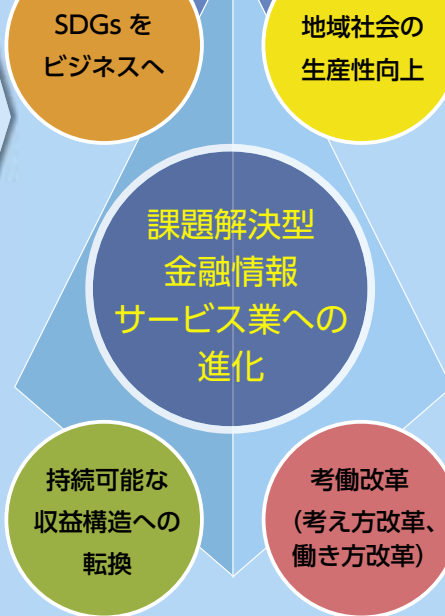 SDGs を
ビジネスへ
地域社会の
生産性向上
課題解決型
金融情報
サービス業への
進化
持続可能な
収益構造への
転換
考働改革
（考え方改革、
働き方改革）